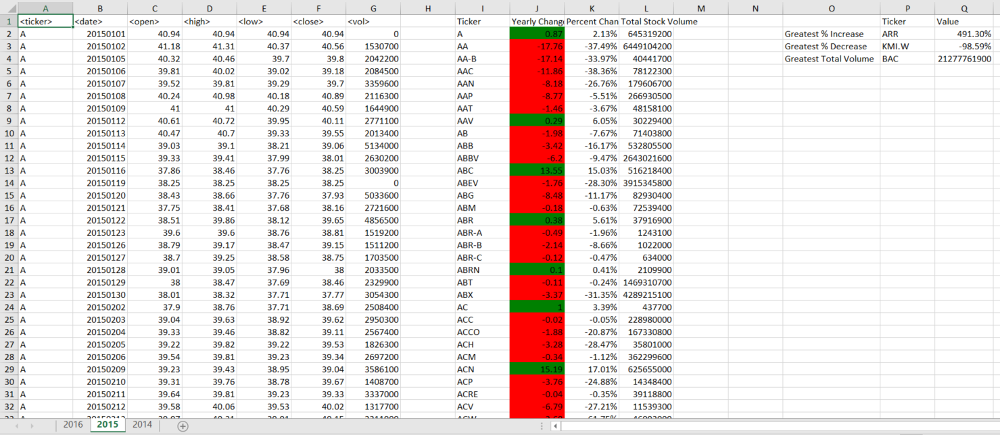 A B C D E F G H I J K L M N O P Q
1 <ticker> <date> <open> <high> <low> <close> <vol> Ticker Yearly Chang Percent Chan Total Stock Volume Ticker Value
2 A 20150101 40.94 40.94 40.94 40.94 0 A 0.87 2.13% 645319200 Greatest % Increase ARR 491.30%
3 A 20150102 41.18 41.31 40.37 40.56 1530700 AA -17.76 -37.49% 6449104200 Greatest % Decrease KMI.W -98.59%
4 A 20150105 40.32 40.46 39.7 39.8 2042200 AA-B -17.14 -33.97% 40441700 Greatest Total Volume BAC 21277761900
5 A 20150106 39.81 40.02 39.02 39.18 2084500 AAC -11.86 -38.36% 78122300
6 A 20150107 39.52 39.81 39.29 39.7 3359600 AAN -8.18 -26.76% 179606700
7 A 20150108 40.24 40.98 40.18 40.89 2116300 AAP -8.77 -5.51% 266930500
8 A 20150109 41 41 40.29 40.59 1644900 AAT -1.46 -3.67% 48158100
9 A 20150112 40.61 40.72 39.95 40.11 2771100 AAV 0.29 6.05% 30229400
10 A 20150113 40.47 40.7 39.33 39.55 2013400 AB -1.98 -7.67% 71403800
11 A 20150114 39.03 39.1 38.21 39.06 5134000 ABB -3.42 -16.17% 532805500
12 A 20150115 39.33 39.41 37.99 38.01 2630200 ABBV -6.2 -9.47% 2643021600
13 A 20150116 37.86 38.46 37.76 38.25 3003900 ABC 13.55 15.03% 516218400
14 A 20150119 38.25 38.25 38.25 38.25 0 ABEV -1.76 -28.30% 3915345800
15 A 20150120 38.43 38.66 37.76 37.93 5033600 ABG -8.48 -11.17% 82930400
16 A 20150121 37.75 38.41 37.68 38.16 2721600 ABM -0.18 -0.63% 72539400
17 A 20150122 38.51 39.86 38.12 39.65 4856500 ABR 0.38 5.61% 37916900
18 A 20150123 39.6 39.6 38.76 38.81 1519200 ABR-A -0.49 -1.96% 1243100
19 A 20150126 38.79 39.17 38.47 39.15 1511200 ABR-B -2.14 -8.66% 1022000
20 A 20150127 38.7 39.25 38.58 38.75 1703500 ABR-C -0.12 -0.47% 634000
21 A 20150128 39.01 39.05 37.96 38 2033500 ABRN 0.1 0.41% 2109900
22 A 20150129 38 38.47 37.69 38.46 2329900 ABT -0.11 -0.24% 1469310700
23 A 20150130 38.01 38.32 37.71 37.77 3054300 ABX -3.37 -31.35% 4289215100
24 A 20150202 37.9 38.76 37.71 38.69 2508400 AC 1 3.39% 437700
25 A 20150203 39.04 39.63 38.92 39.62 2950300 ACC -0.02 -0.05% 228980000
26 A 20150204 39.33 39.46 38.82 39.11 2567400 ACCO -1.88 -20.87% 167330800
27 A 20150205 39.22 39.82 39.22 39.53 1826300 ACH -3.28 -28.47% 35801000
28 A 20150206 39.54 39.81 39.23 39.34 2697200 ACM -0.34 -1.12% 362299600
29 A 20150209 39.23 39.43 38.95 39.04 3586100 ACN 15.19 17.01% 625655000
30 A 20150210 39.31 39.76 38.78 39.67 1408700 ACP -3.76 -24.88% 14348400
31 A 20150211 39.64 39.81 39.23 39.33 3337000 ACRE -0.04 -0.35% 39118800
32 A 20150212 39.58 40.06 39.53 40.02 1317700 ACV -6.79 -27.21% 11539300
2016 2015 2014